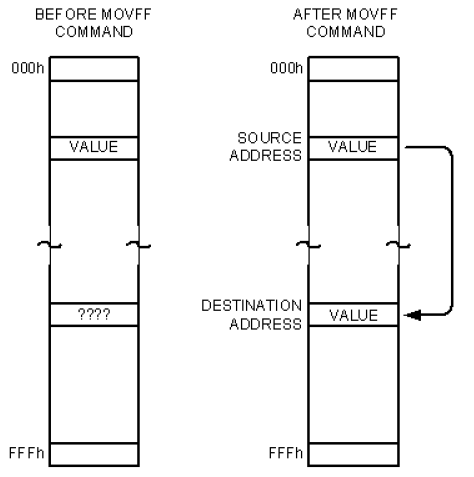 BEFORE MOVFF
COMMAND
000h
VALUE
????
FFFh
AFTER MOVFF
COMMAND
000h
SOURCE
ADDRESS
VALUE
DESTINATION
ADDRESS
VALUE
FFFh